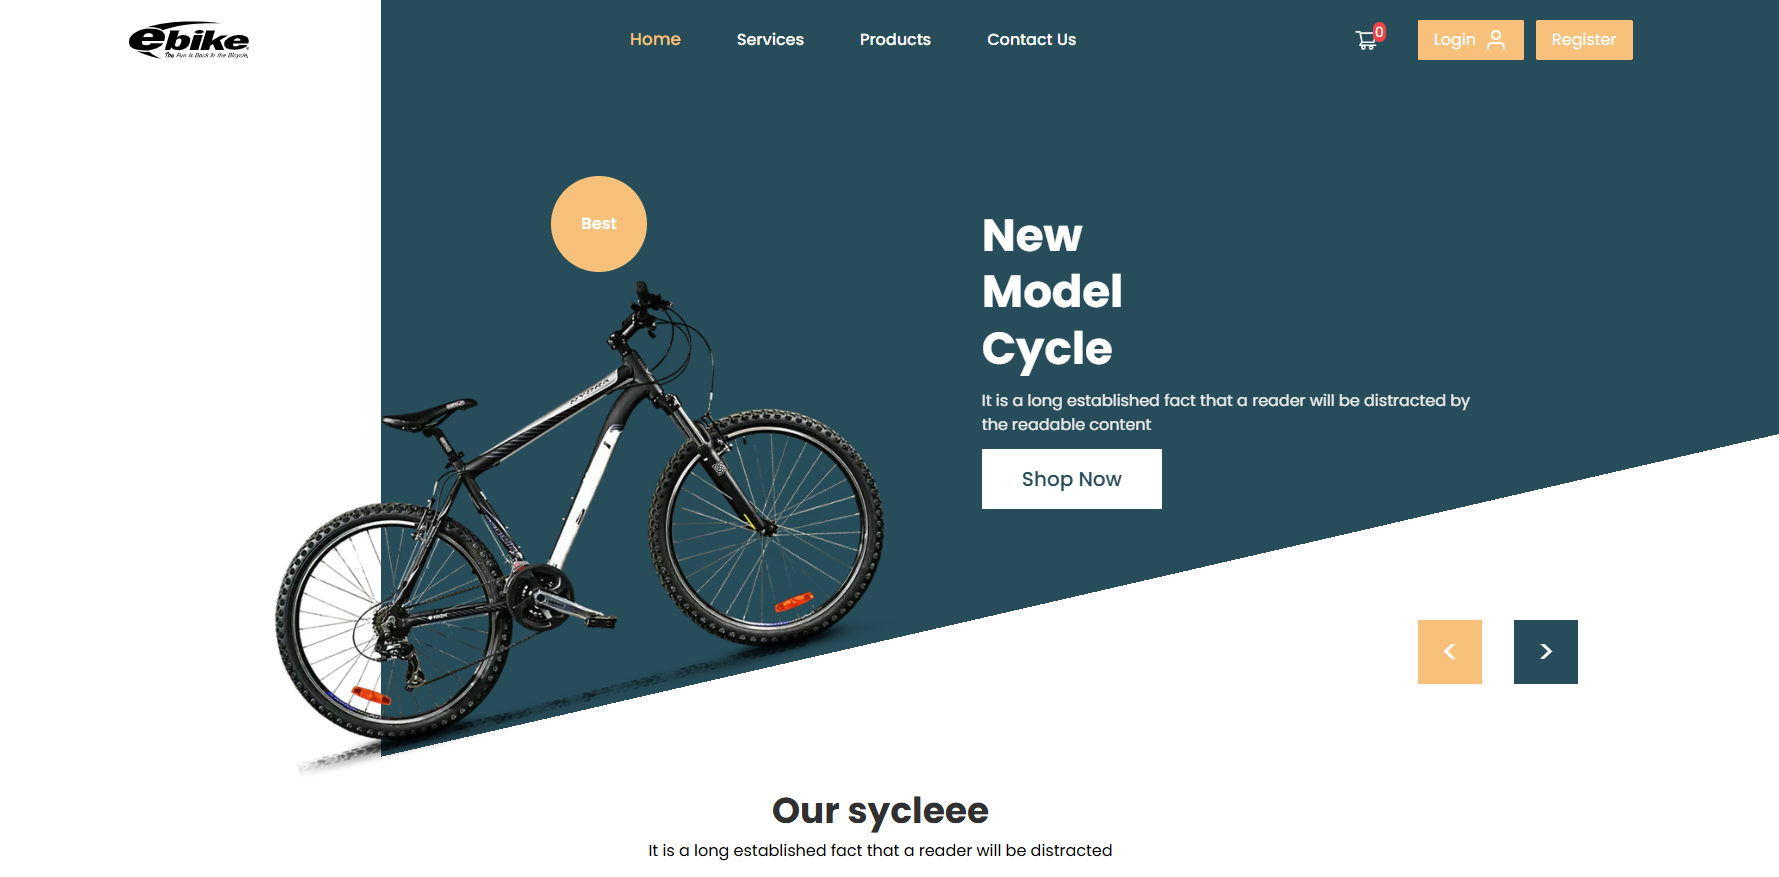 ebike
The Fun is Back in the Bicycle.
Home Services Products Contact Us 0 Login Register
Best
New
Model
Cycle
It is a long established fact that a reader will be distracted by
the readable content
Shop Now
< >
Our sycleee
It is a long established fact that a reader will be distracted